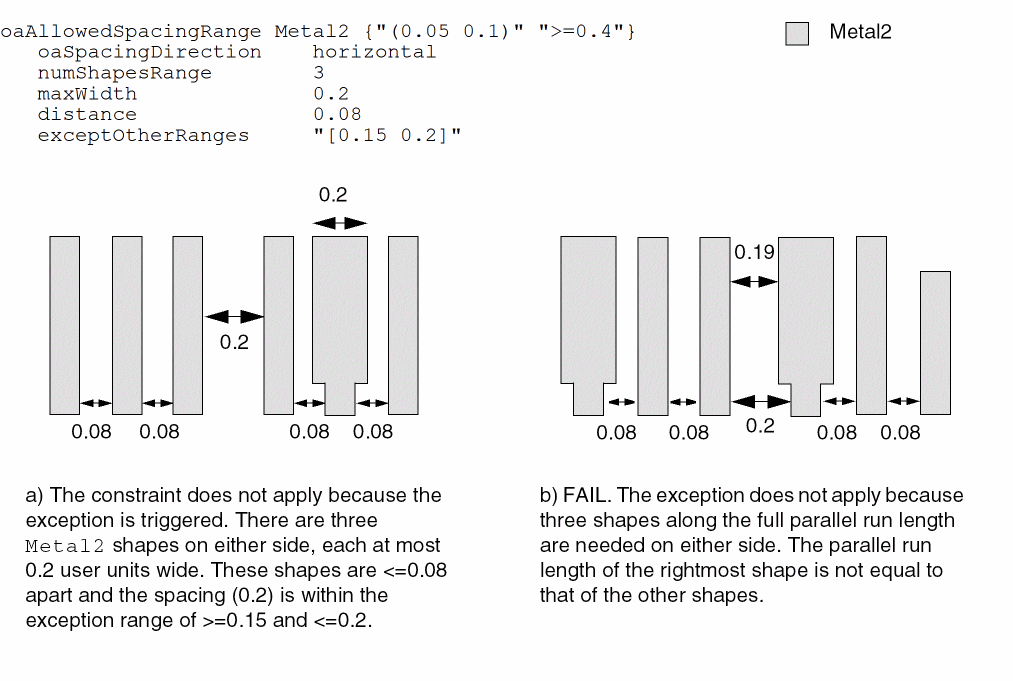 oaAllowedSpacingRange Metal2 {"(0.05 0.1)" ">=0.4"}
oaSpacingDirection horizontal
numShapesRange 3
maxWidth 0.2
distance 0.08
exceptOtherRanges "[0.15 0.2]"
Metal2
0.2
0.2
0.08 0.08 0.08 0.08
0.19
0.2
0.08 0.08 0.08 0.08
a) The constraint does not apply because the
exception is triggered. There are three
Metal2 shapes on either side, each at most
0.2 user units wide. These shapes are <=0.08
apart and the spacing (0.2) is within the
exception range of >=0.15 and <=0.2.
b) FAIL. The exception does not apply because
three shapes along the full parallel run length
are needed on either side. The parallel run
length of the rightmost shape is not equal to
that of the other shapes.